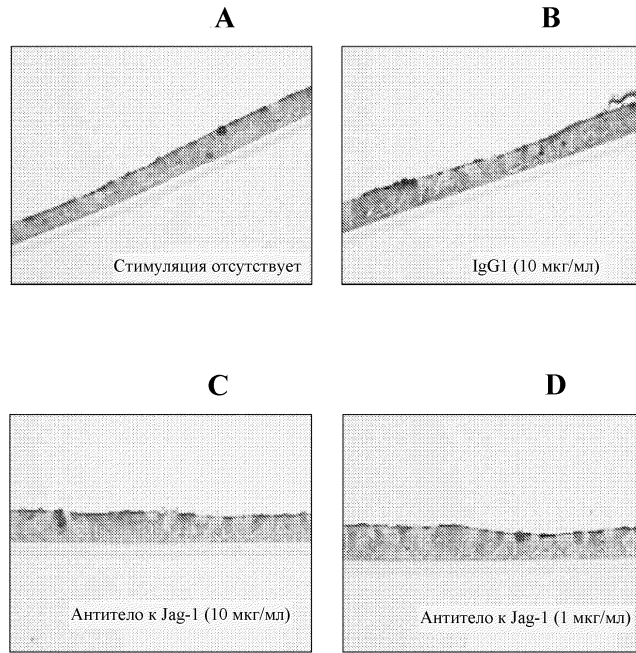 A
B
Стимуляция отсутствует
IgG1 (10 мкг/мл)
C
D
Антитело к Jag-1 (10 мкг/мл)
Антитело к Jag-1 (1 мкг/мл)